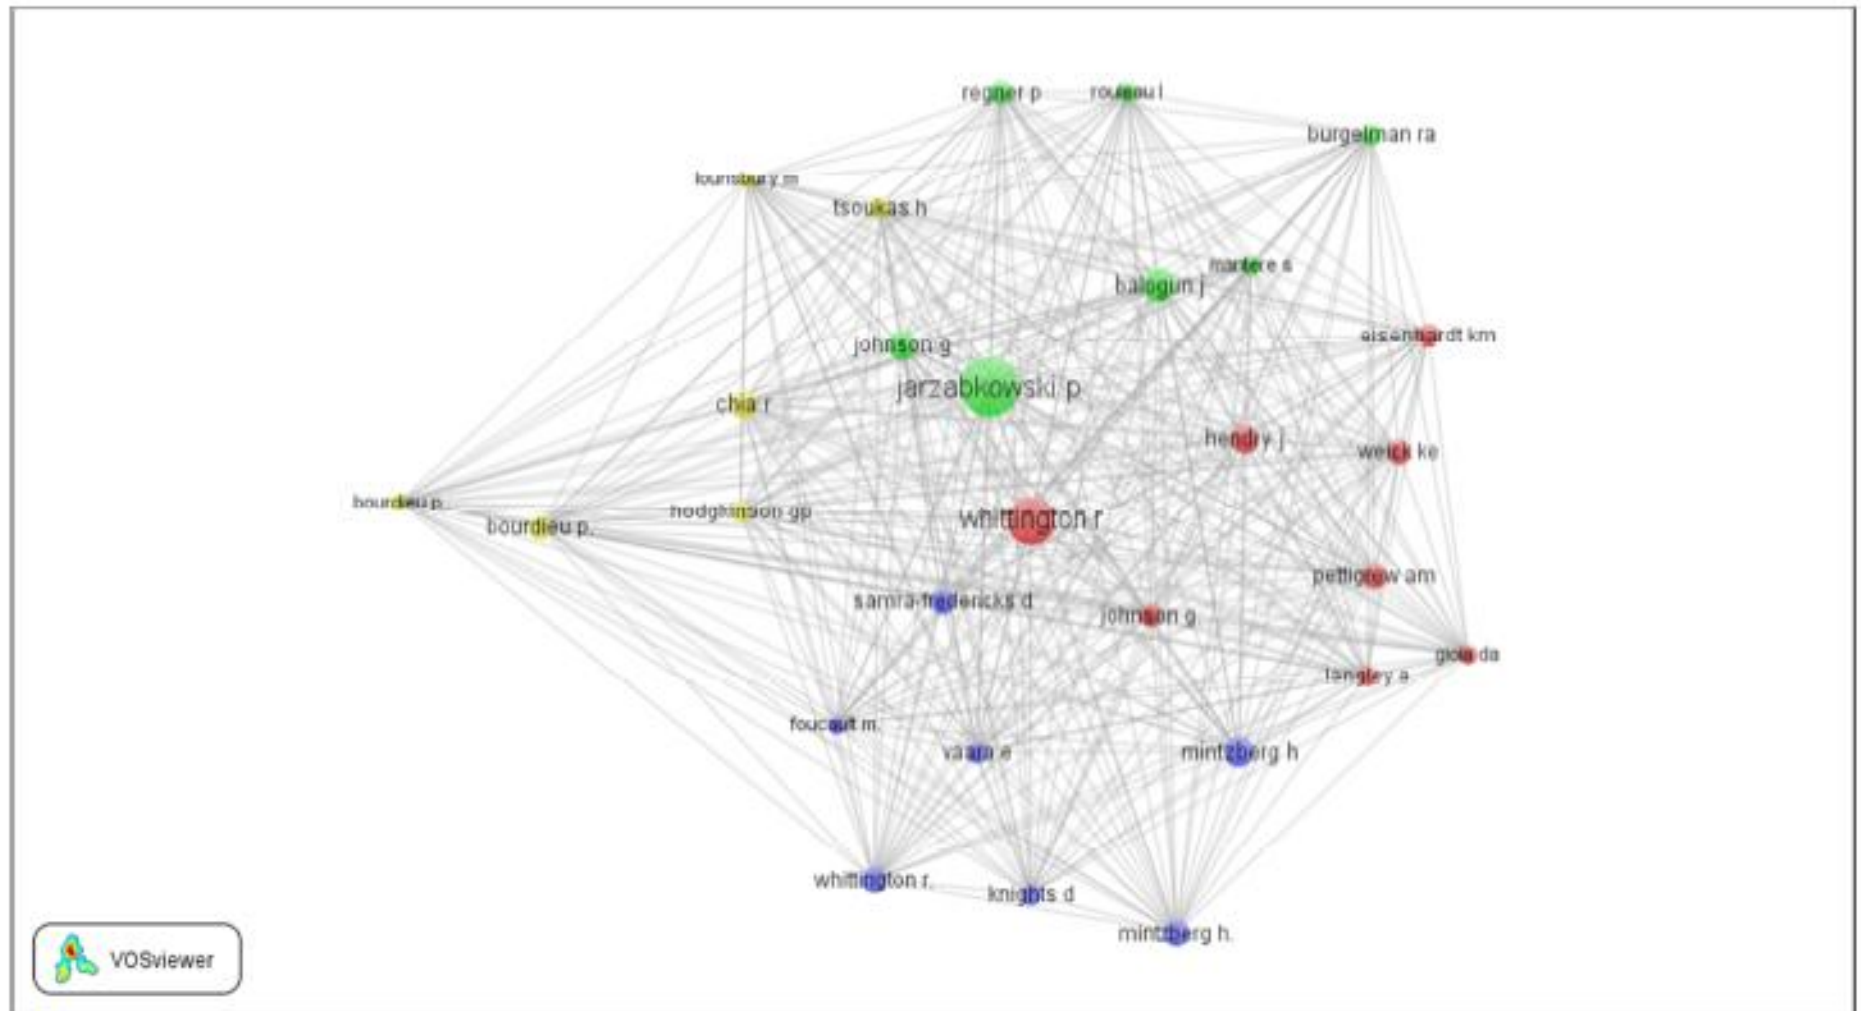 regner p
rouleau l
burgelman ra
lounsbury m
tsoukas h
mantere s
balogun j
eisenhardt km
johnson g
jarzabkowski p
chia r
hendry j
weick ke
bourdieu p.
hodgkinson gp
whittington r
bourdieu p.
pettigrew am
samra-fredericks d
johnson g
gioia da
langley a
foucault m.
vaara e
mintzberg h
whittington r.
knights d
mintzberg h.
VOSviewer